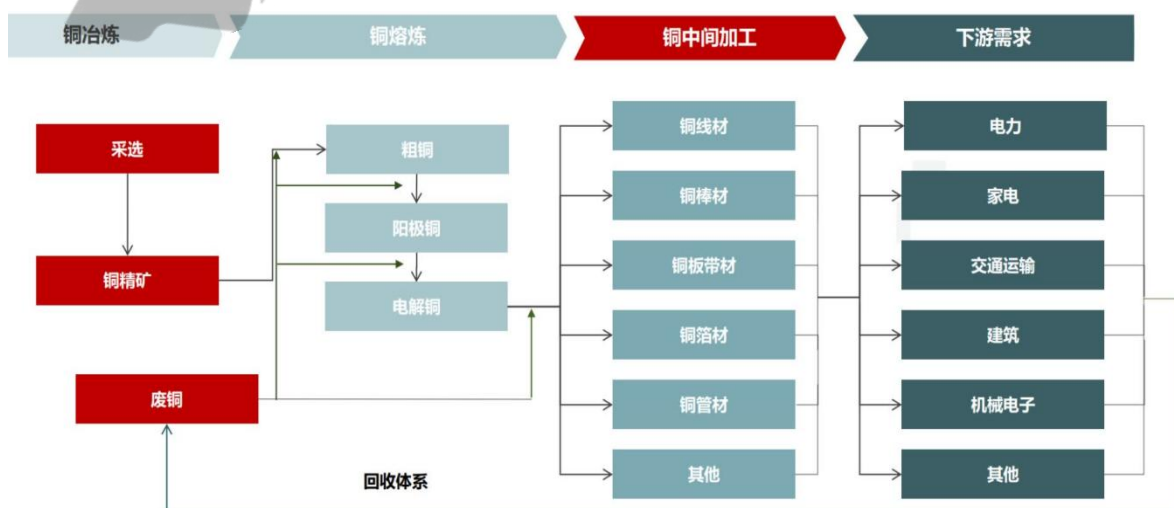 铜冶炼
铜熔炼
铜中间加工
下游需求
采选
铜精矿
废铜
粗铜
阳极铜
电解铜
铜线材
铜棒材
铜板带材
铜箔材
铜管材
其他
电力
家电
交通运输
建筑
机械电子
其他
回收体系